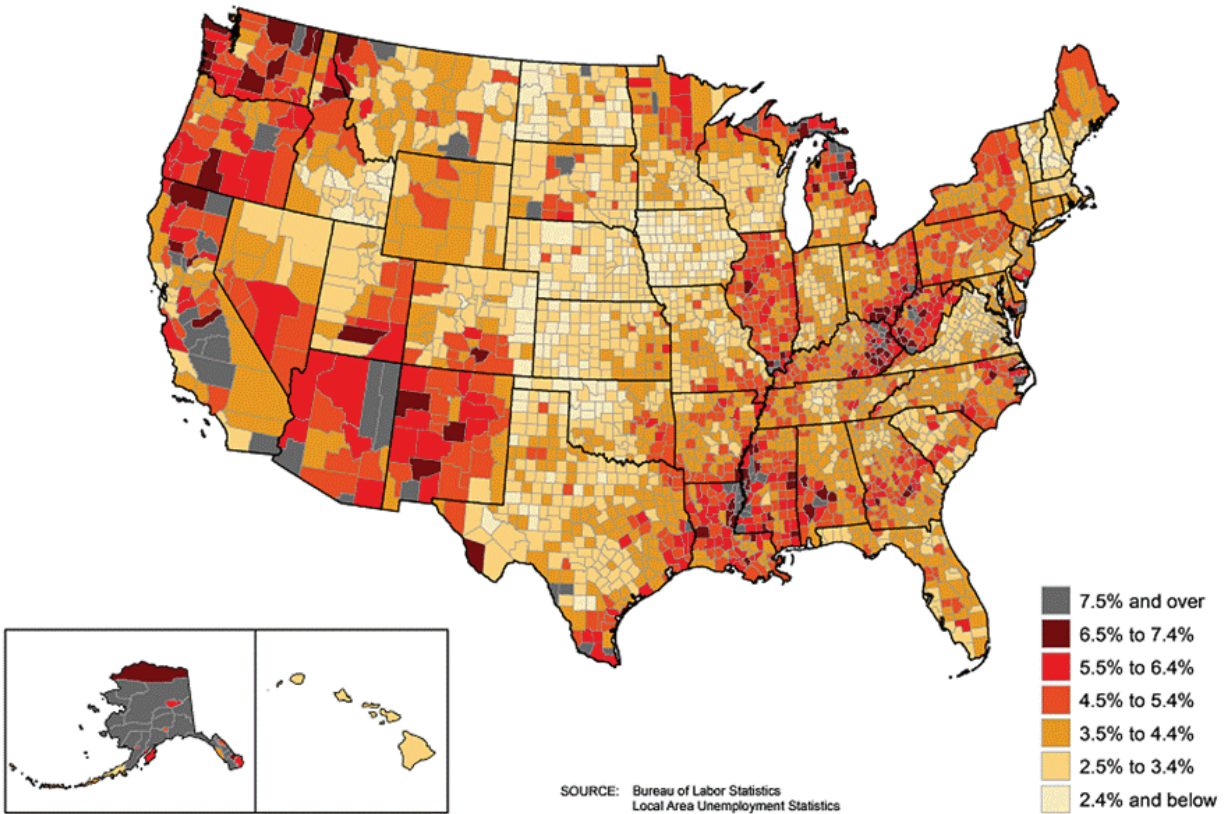 7.5% and over
6.5% to 7.4%
5.5% to 6.4%
4.5% to 5.4%
3.5% to 4.4%
2.5% to 3.4%
2.4% and below
SOURCE: Bureau of Labor Statistics
Local Area Unemployment Statistics